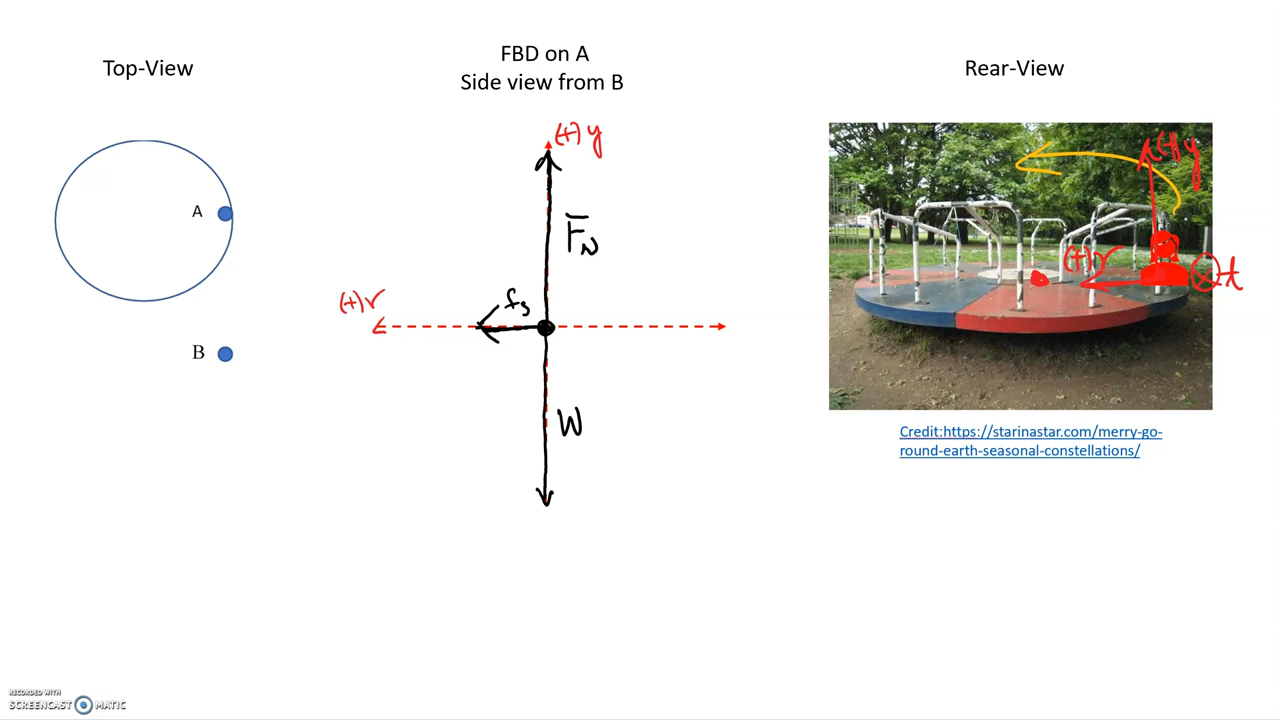 Top-View
A
B
FBD on A
Side view from B
(+) y
F_N
(+) r
f_s
W
Rear-View
(+) y
(+) r
t
Credit:https://starinastar.com/merry-go-
round-earth-seasonal-constellations/
RECORDED WITH
SCREENCAST MATIC